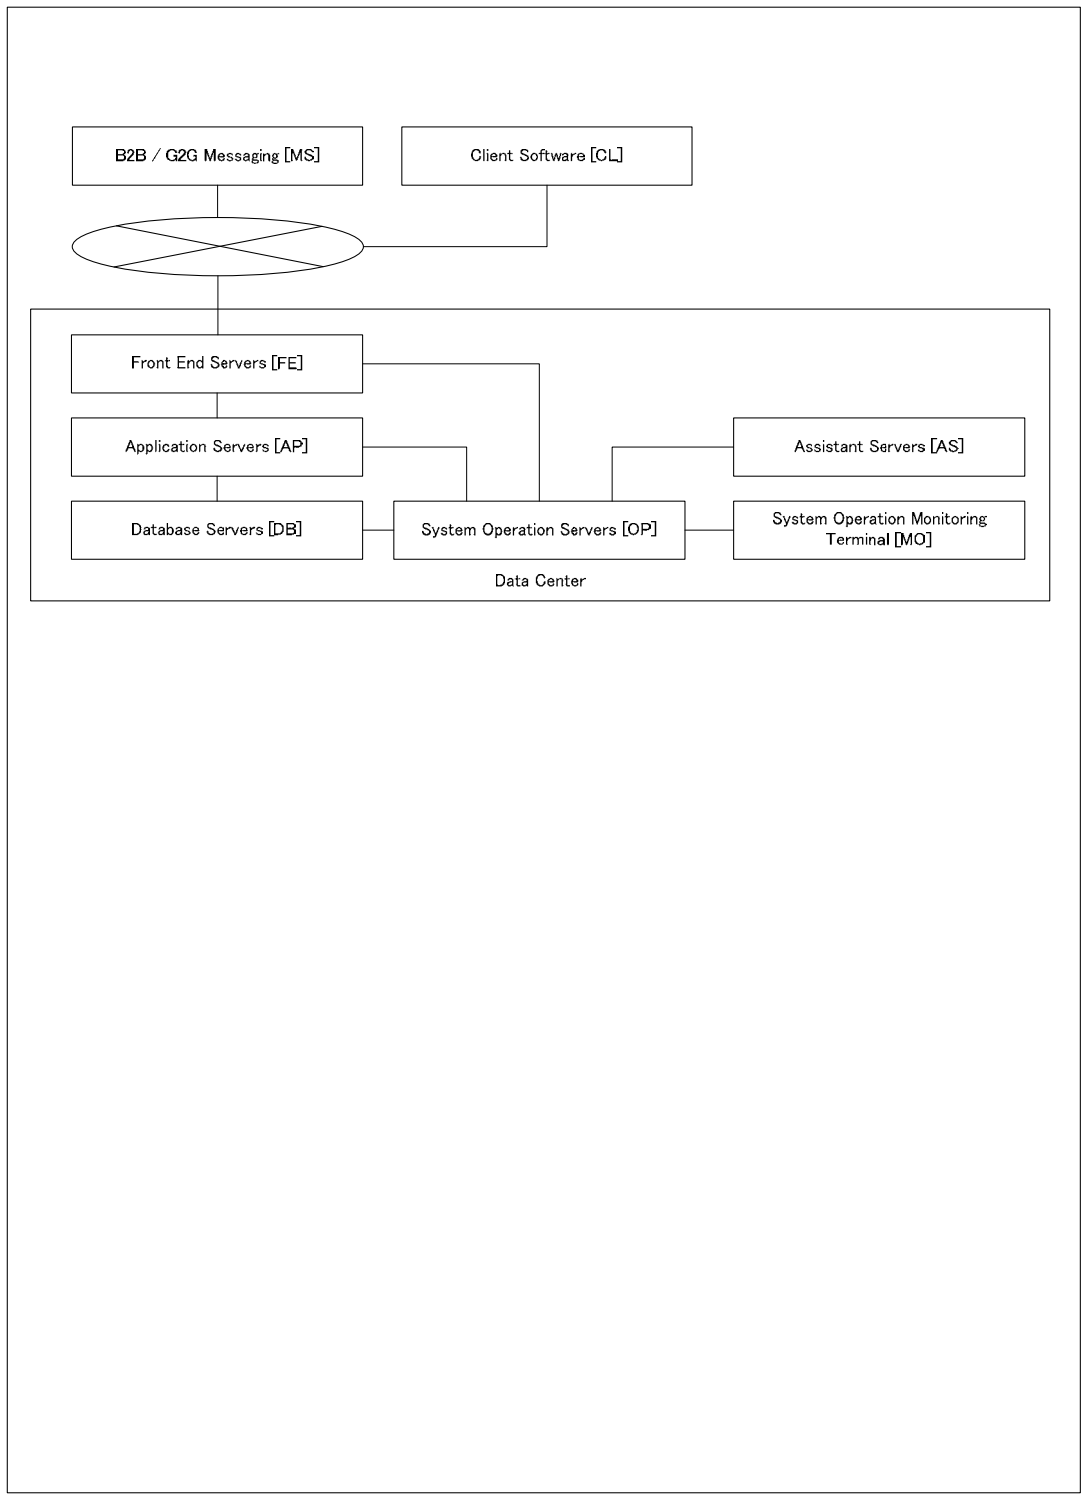 B2B / G2G Messaging [MS]
Client Software [CL]
Front End Servers [FE]
Application Servers [AP]
Assistant Servers [AS]
Database Servers [DB]
System Operation Servers [OP]
System Operation Monitoring
Terminal [MO]
Data Center